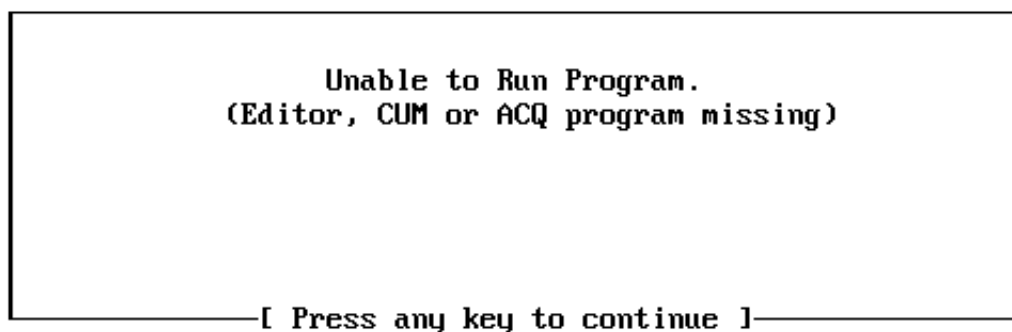 Unable to Run Program.
(Editor, CUM or ACQ program missing)
[ Press any key to continue ]